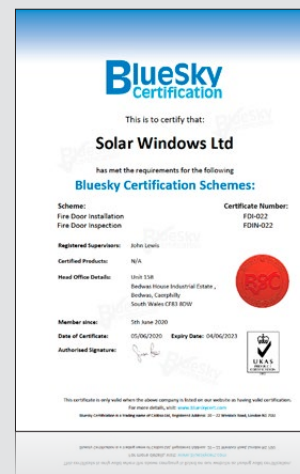 BlueSky
Certification
This is to certify that:
Solar Windows Ltd
has met the requirements for the following
Bluesky Certification Schemes:
Scheme: Certificate Number:
Fire Door Installation FDI-022
Fire Door Inspection FDIN-022
Registered Supervisors: John Lewis
Certified Products: N/A
Head Office Details: Unit 15B
Bedwas House Industrial Estate ,
Bedwas, Caerphilly
South Wales CF83 8DW
Member since: 5th June 2020
Date of Certificate: 05/06/2020 Expiry Date: 04/06/2023
Authorised Signature:
BSC
UKAS
This certificate is only valid when the above company is listed on our website as having valid certification.
For more details, visit: